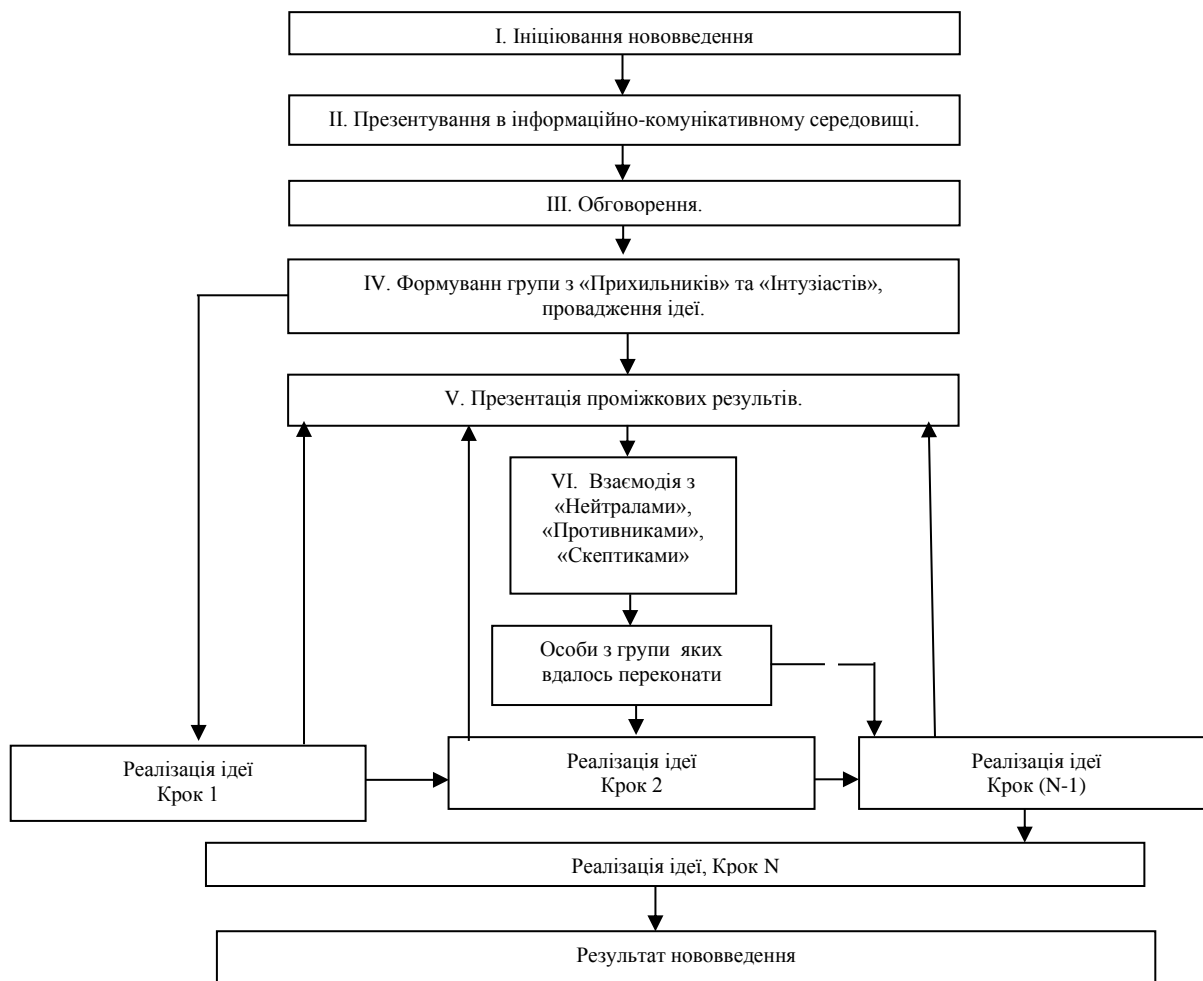 I. Ініціювання нововведення
II. Презентування в інформаційно-комунікативному середовищі.
III. Обговорення.
IV. Формуванн групи з «Прихильників» та «Інтузіастів»,
провадження ідеї.
V. Презентація проміжкових результів.
VI. Взаємодія з
«Нейтралами»,
«Противниками»,
«Скептиками»
Особи з групи яких
вдалось переконати
Реалізація ідеї
Крок 1
Реалізація ідеї
Крок 2
Реалізація ідеї
Крок (N-1)
Реалізація ідеї, Крок N
Результат нововведення